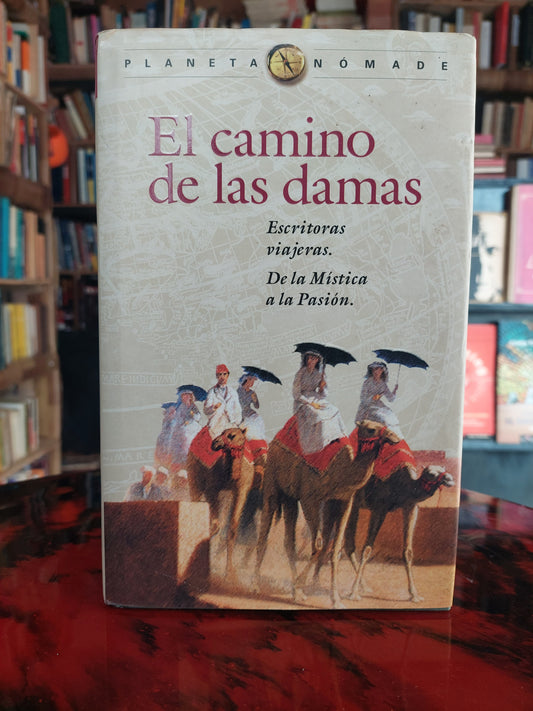 PLANETA NÓMADE
El camino
de las damas
Escritoras
viajeras.
De la Mística
a la Pasión.